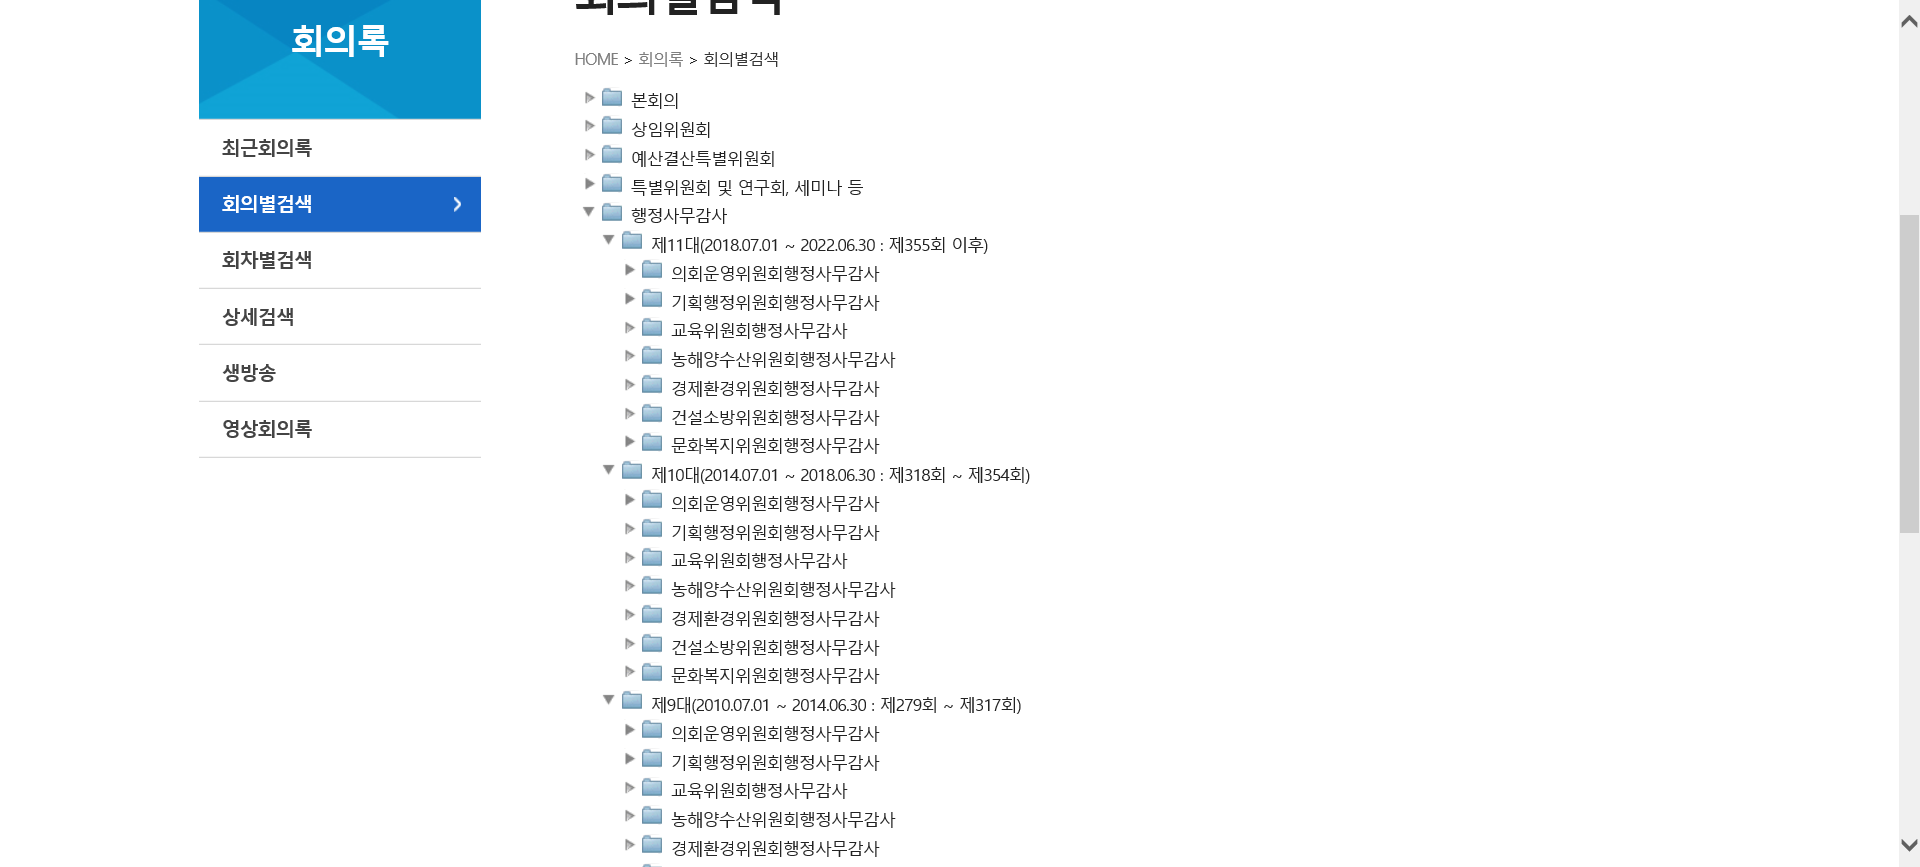 회의록
최근회의록
회의별검색
회차별검색
상세검색
생방송
영상회의록
회의별검색
HOME > 회의록 > 회의별검색
본회의
상임위원회
예산결산특별위원회
특별위원회 및 연구회, 세미나 등
행정사무감사
제11대(2018.07.01 ~ 2022.06.30 : 제355회 이후)
의회운영위원회행정사무감사
기획행정위원회행정사무감사
교육위원회행정사무감사
농해양수산위원회행정사무감사
경제환경위원회행정사무감사
건설소방위원회행정사무감사
문화복지위원회행정사무감사
제10대(2014.07.01 ~ 2018.06.30 : 제318회 ~ 제354회)
의회운영위원회행정사무감사
기획행정위원회행정사무감사
교육위원회행정사무감사
농해양수산위원회행정사무감사
경제환경위원회행정사무감사
건설소방위원회행정사무감사
문화복지위원회행정사무감사
제9대(2010.07.01 ~ 2014.06.30 : 제279회 ~ 제317회)
의회운영위원회행정사무감사
기획행정위원회행정사무감사
교육위원회행정사무감사
농해양수산위원회행정사무감사
경제환경위원회행정사무감사